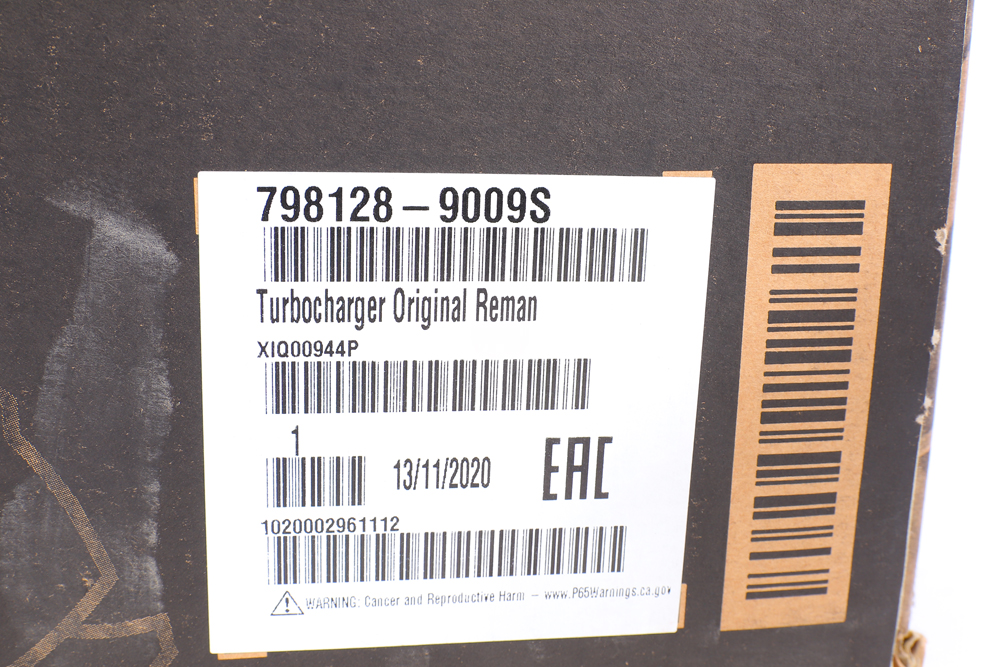 798128 – 9009S
Turbocharger Original Reman
XIQ00944P
1
13/11/2020
EAC
1020002961112
WARNING: Cancer and Reproductive Harm – www.P65Warnings.ca.gov